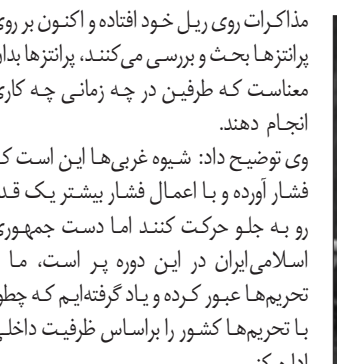 مذاکرات روی ریل خود افتاده و اکنون بر روی
پرانتزها بحث و بررسی می‌کنند، پرانتزها بدان
معناست که طرفین در چه زمانی چه کاری
انجام دهند.
وی توضیح داد: شیوه غربی‌ها این است که
فشار آورده و با اعمال فشار بیشتر یک قدم
رو به جلو حرکت کنند اما دست جمهوری
اسلامی‌ایران در این دوره پر است، ما از
تحریم‌ها عبور کرده و یاد گرفته‌ایم که چطور
با تحریم‌ها کشور را براساس ظرفیت داخلی